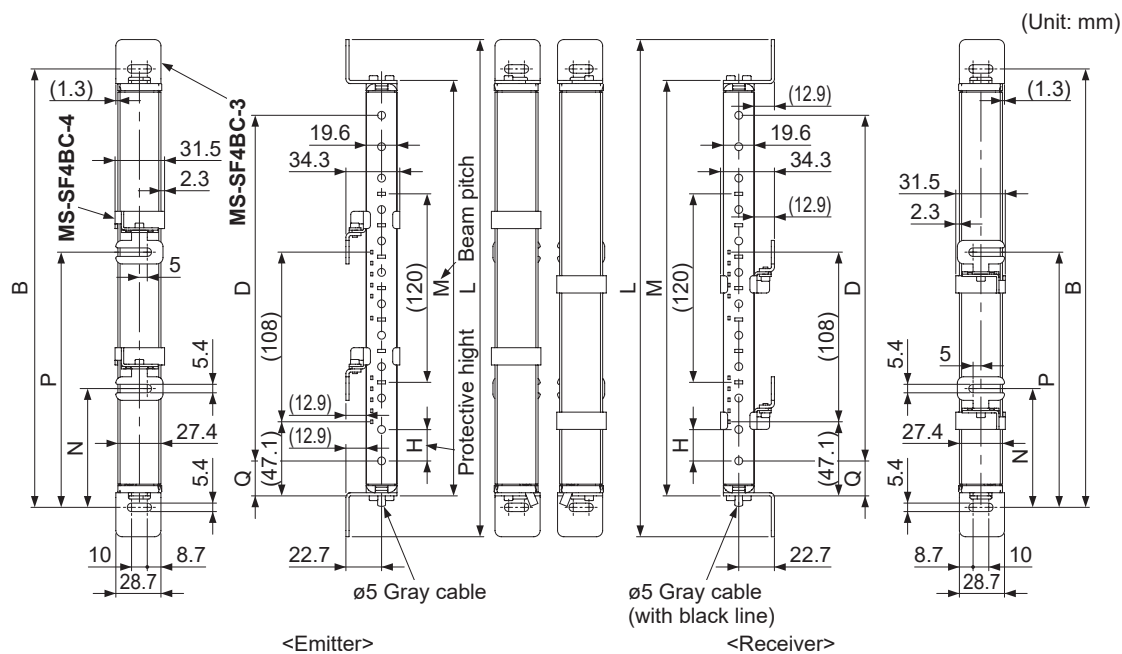 (Unit: mm)
(1.3)
MS-SF4BC-4
MS-SF4BC-3
31.5
2.3
B
5
P
5.4
N
27.4
5.4
10
8.7
28.7
19.6
34.3
D
(120)
(108)
M
L
Beam pitch
Protective hight
(12.9)
(12.9)
H
Q
(47.1)
22.7
ø5 Gray cable
<Emitter>
L
M
(12.9)
19.6
34.3
(12.9)
(120)
D
(108)
H
Q
(47.1)
22.7
ø5 Gray cable
(with black line)
<Receiver>
(1.3)
31.5
2.3
B
5
5.4
P
27.4
N
5.4
8.7
10
28.7